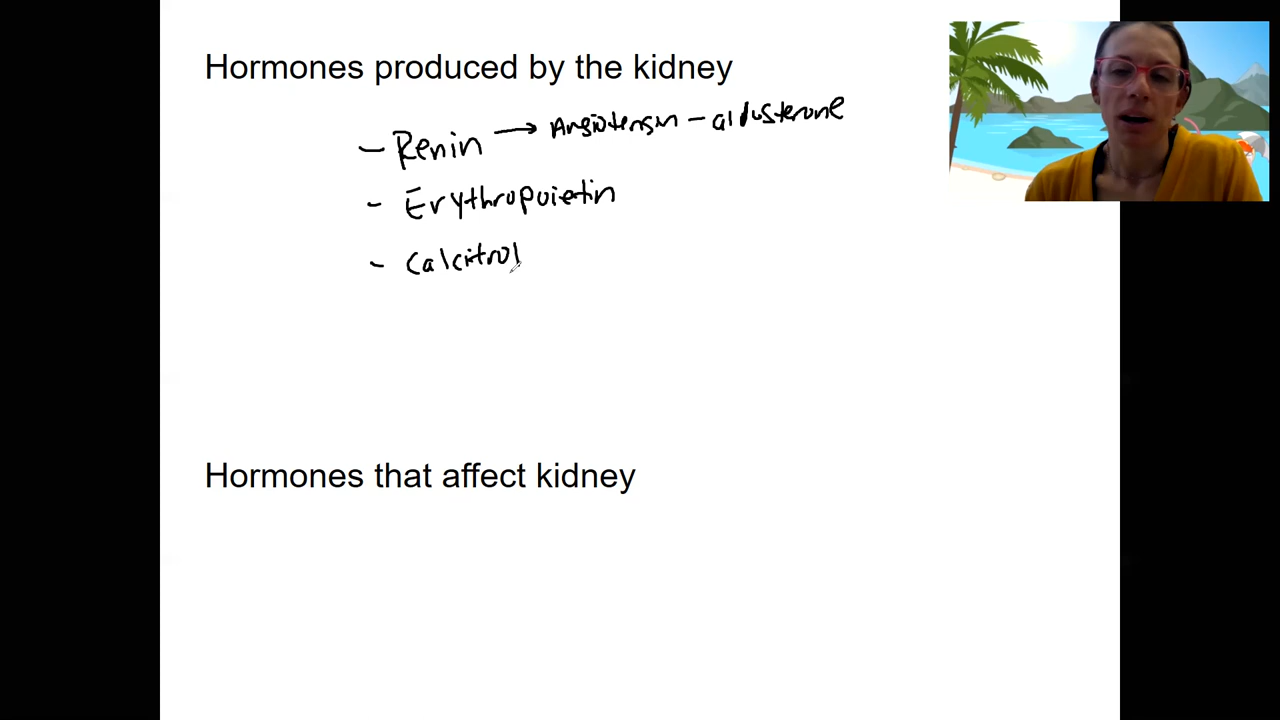 Hormones produced by the kidney
- Renin → Angiotensin - aldosterone
- Erythropoietin
- Calcitrol
Hormones that affect kidney